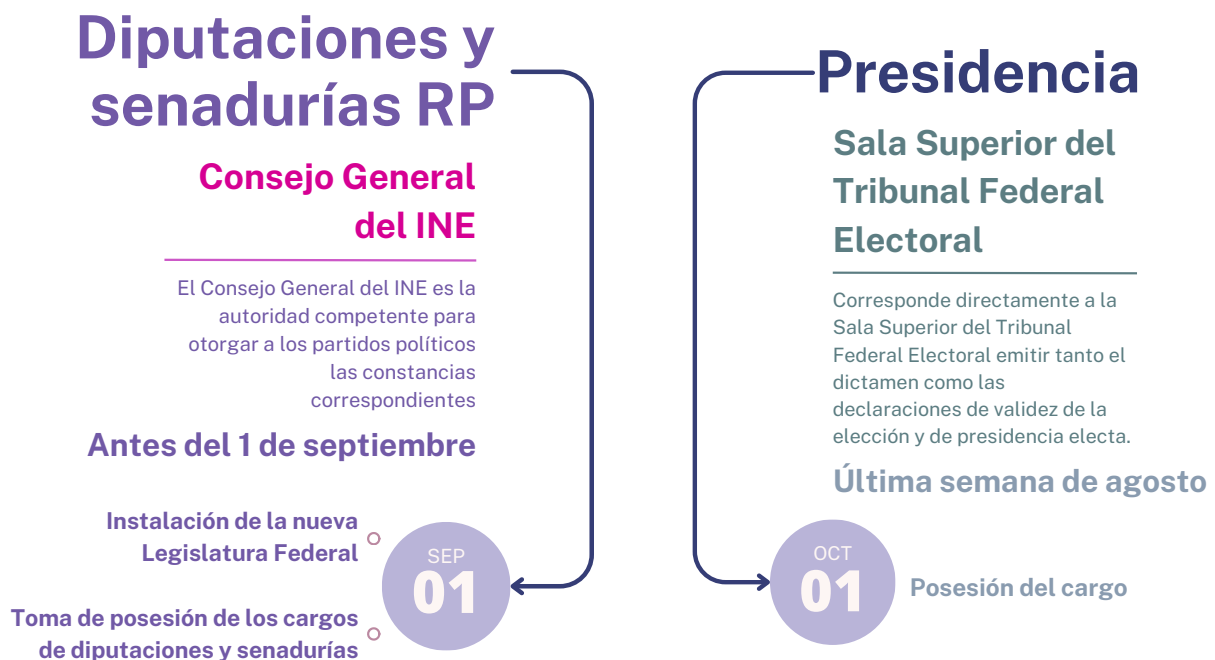 Diputaciones y
senadurías RP
Consejo General
del INE
El Consejo General del INE es la
autoridad competente para
otorgar a los partidos políticos
las constancias
correspondientes
Antes del 1 de septiembre
Instalación de la nueva
Legislatura Federal
Toma de posesión de los cargos
de diputaciones y senadurías
SEP
01
Presidencia
Sala Superior del
Tribunal Federal
Electoral
Corresponde directamente a la
Sala Superior del Tribunal
Federal Electoral emitir tanto el
dictamen como las
declaraciones de validez de la
elección y de presidencia electa.
Última semana de agosto
OCT
01
Posesión del cargo